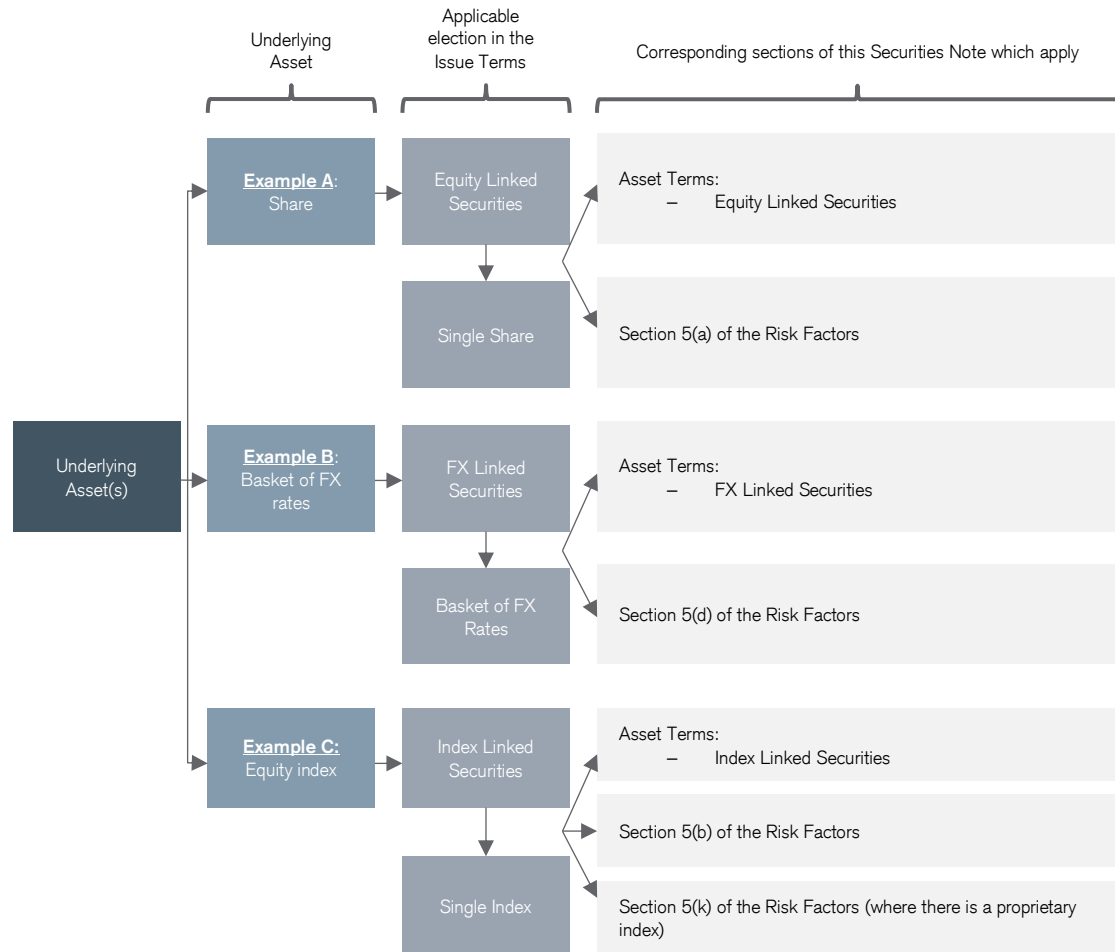 Underlying
Asset
Applicable
election in the
Issue Terms
Corresponding sections of this Securities Note which apply
Example A:
Share
Equity Linked
Securities
Asset Terms:
– Equity Linked Securities
Single Share
Section 5(a) of the Risk Factors
Underlying
Asset(s)
Example B:
Basket of FX
rates
FX Linked
Securities
Asset Terms:
– FX Linked Securities
Basket of FX
Rates
Section 5(d) of the Risk Factors
Example C:
Equity index
Index Linked
Securities
Asset Terms:
– Index Linked Securities
Section 5(b) of the Risk Factors
Single Index
Section 5(k) of the Risk Factors (where there is a proprietary
index)